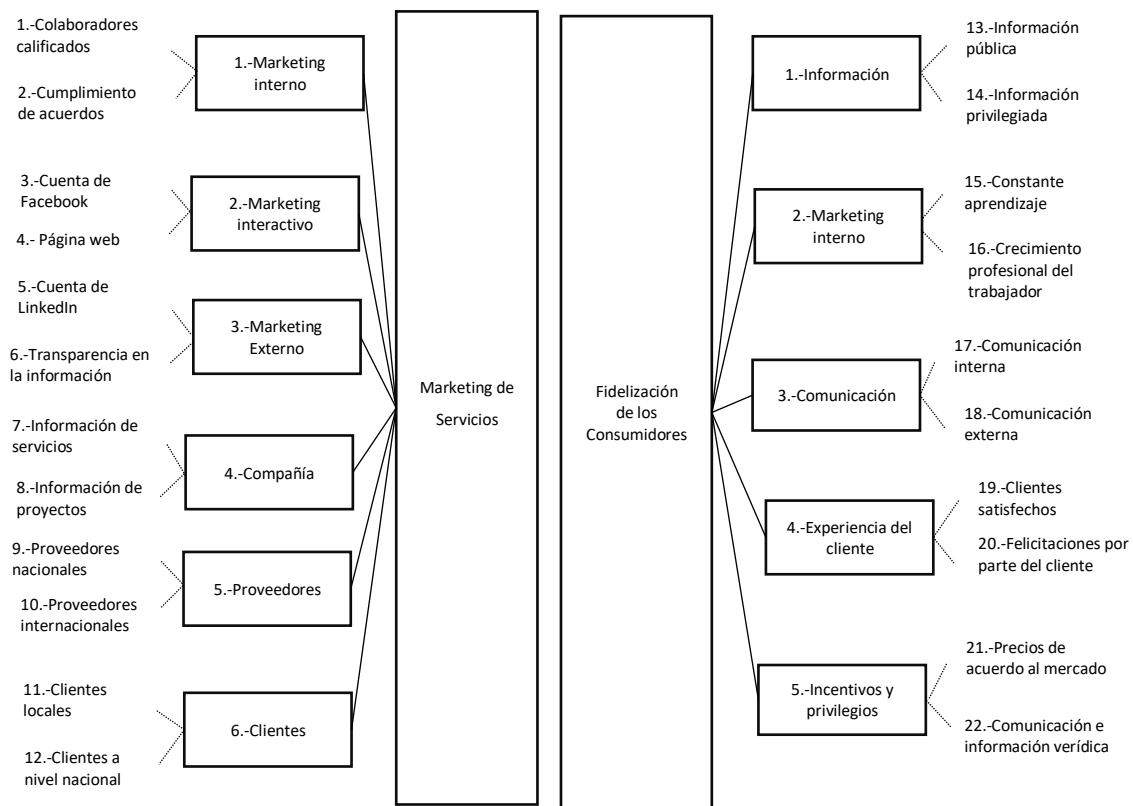 1.-Colaboradores
calificados
2.-Cumplimiento
de acuerdos
1.-Marketing
interno
3.-Cuenta de
Facebook
4.- Página web
2.-Marketing
interactivo
5.-Cuenta de
LinkedIn
6.-Transparencia en
la información
3.-Marketing
Externo
7.-Información de
servicios
8.-Información de
proyectos
4.-Compañía
9.-Proveedores
nacionales
10.-Proveedores
internacionales
5.-Proveedores
11.-Clientes
locales
12.-Clientes a
nivel nacional
6.-Clientes
Marketing de
Servicios
Fidelización
de los
Consumidores
1.-Información
13.-Información
pública
14.-Información
privilegiada
2.-Marketing
interno
15.-Constante
aprendizaje
16.-Crecimiento
profesional del
trabajador
3.-Comunicación
17.-Comunicación
interna
18.-Comunicación
externa
4.-Experiencia del
cliente
19.-Clientes
satisfechos
20.-Felicitaciones por
parte del cliente
5.-Incentivos y
privilegios
21.-Precios de
acuerdo al mercado
22.-Comunicación e
información verídica